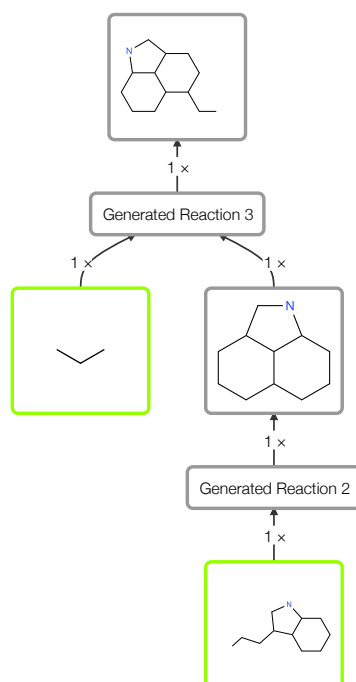 N
1 ×
Generated Reaction 3
1 ×
1 ×
N
1 ×
Generated Reaction 2
1 ×
N